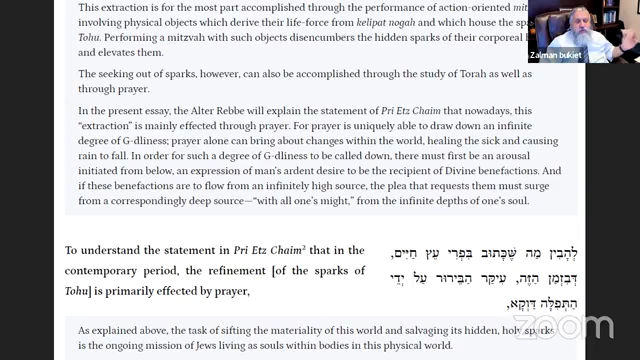 This extraction is for the most part accomplished through the performance of action-oriented
involving physical objects which derive their life-force from kelipat nogah and which house the
Tohu. Performing a mitzvah with such objects disencumbers the hidden sparks of their corporeal
and elevates them.
The seeking out of sparks, however, can also be accomplished through the study of Torah as well as
through prayer.
In the present essay, the Alter Rebbe will explain the statement of Pri Etz Chaim that nowadays, this
“extraction” is mainly effected through prayer. For prayer is uniquely able to draw down an infinite
degree of G-dliness; prayer alone can bring about changes within the world, healing the sick and causing
rain to fall. In order for such a degree of G-dliness to be called down, there must first be an arousal
initiated from below, an expression of man’s ardent desire to be the recipient of Divine benefactions. And
if these benefactions are to flow from an infinitely high source, the plea that requests them must surge
from a correspondingly deep source—“with all one’s might,” from the infinite depths of one’s soul.
To understand the statement in Pri Etz Chaim² that in the
contemporary period, the refinement [of the sparks of
Tohu] is primarily effected by prayer,
לְהָבִין מַה שֶּׁכָּתוּב בִּפְרִי עֵץ חַיִּים,
דְּבִזְמַן הַזֶּה, עִיקַּר הַבֵּירוּר עַל יְדֵי
הַתְּפִלָּה דַּוְקָא,
As explained above, the task of sifting the materiality of this world and salvaging its hidden, holy sparks
is the ongoing mission of Jews living as souls within bodies in this physical world.
Zalman bukiet
zoom